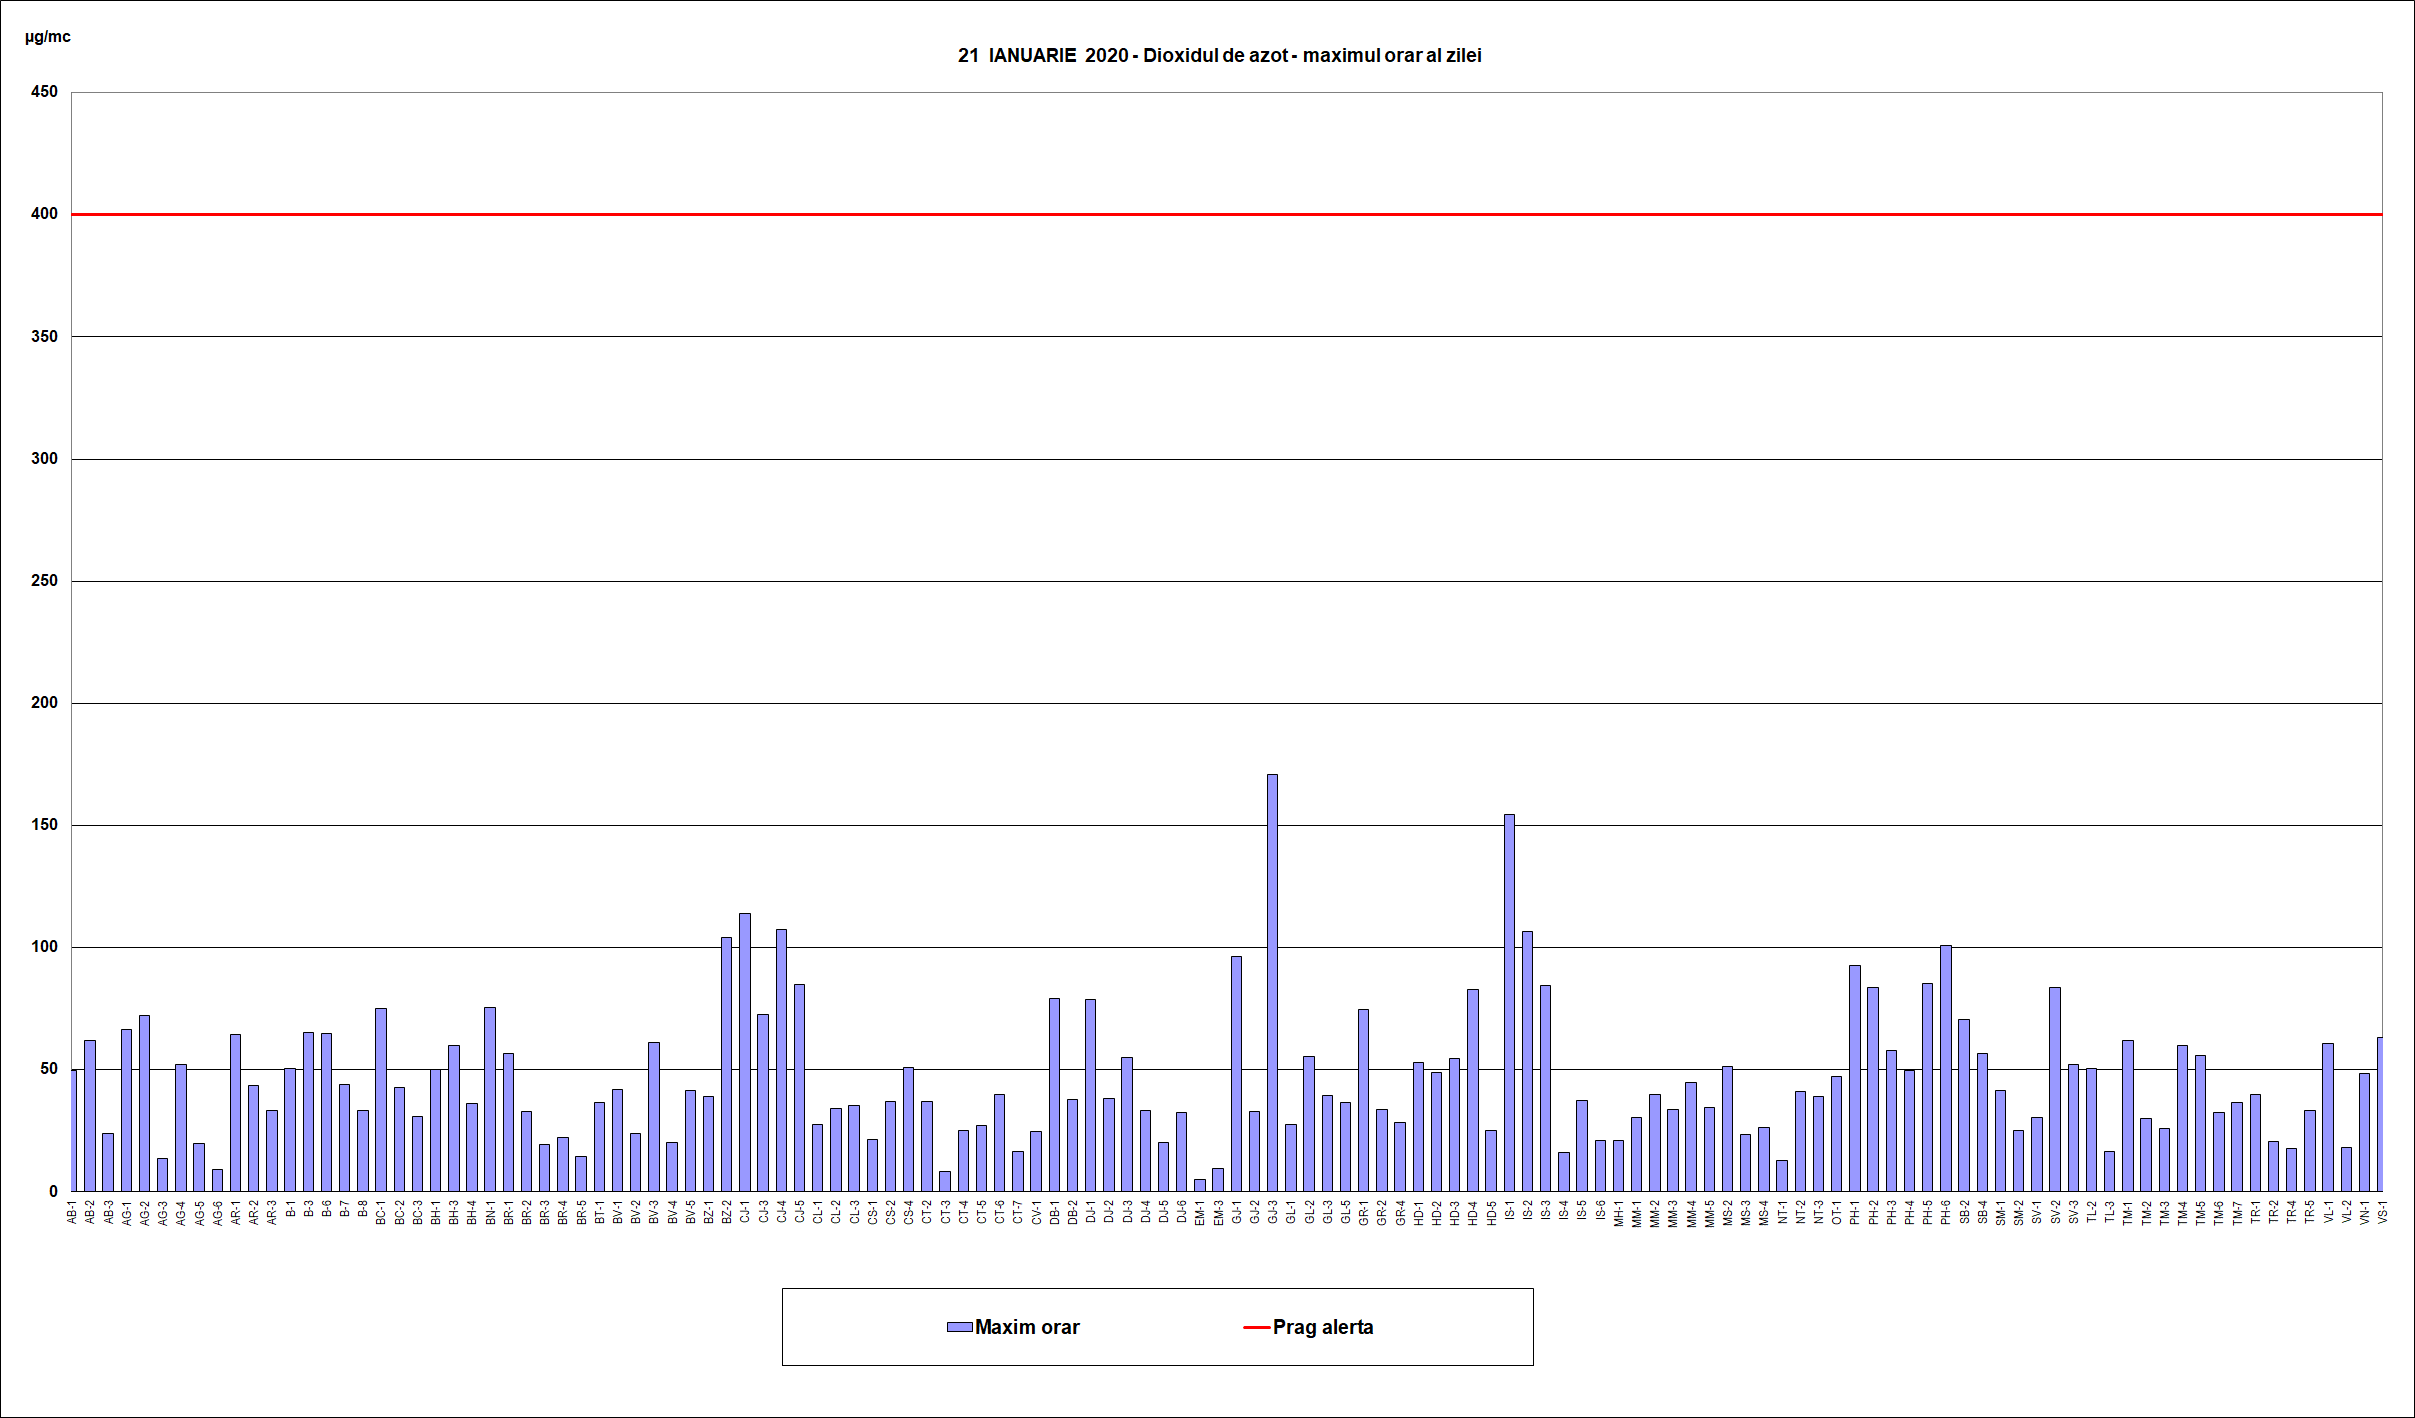 µg/mc
21 IANUARIE 2020 - Dioxidul de azot - maximul orar al zilei
450
400
350
300
250
200
150
100
50
0
AB-1 AB-2 AB-3 AG-1 AG-2 AG-3 AG-4 AG-5 AG-6 AR-1 AR-2 AR-3 B-1 B-3 B-6 B-7 B-8 BC-1 BC-2 BC-3 BH-1 BH-3 BH-4 BN-1 BR-1 BR-2 BR-3 BR-4 BR-5 BT-1 BV-1 BV-2 BV-3 BV-4 BV-5 BZ-1 BZ-2 CJ-1 CJ-3 CJ-4 CJ-5 CL-1 CL-2 CL-3 CS-1 CS-2 CS-4 CT-2 CT-3 CT-4 CT-5 CT-6 CT-7 CV-1 DB-1 DB-2 DJ-1 DJ-2 DJ-3 DJ-4 DJ-5 DJ-6 EM-1 EM-3 GJ-1 GJ-2 GJ-3 GL-1 GL-2 GL-3 GL-5 GR-1 GR-2 GR-4 HD-1 HD-2 HD-3 HD-4 HD-5 IS-1 IS-2 IS-3 IS-4 IS-5 IS-6 MH-1 MM-1 MM-2 MM-3 MM-4 MM-5 MS-2 MS-3 MS-4 NT-1 NT-2 NT-3 OT-1 PH-1 PH-2 PH-3 PH-4 PH-5 PH-6 SB-2 SB-4 SM-1 SM-2 SV-1 SV-2 SV-3 TL-2 TL-3 TM-1 TM-2 TM-3 TM-4 TM-5 TM-6 TM-7 TR-1 TR-2 TR-4 TR-5 VL-1 VL-2 VN-1 VS-1
Maxim orar Prag alerta